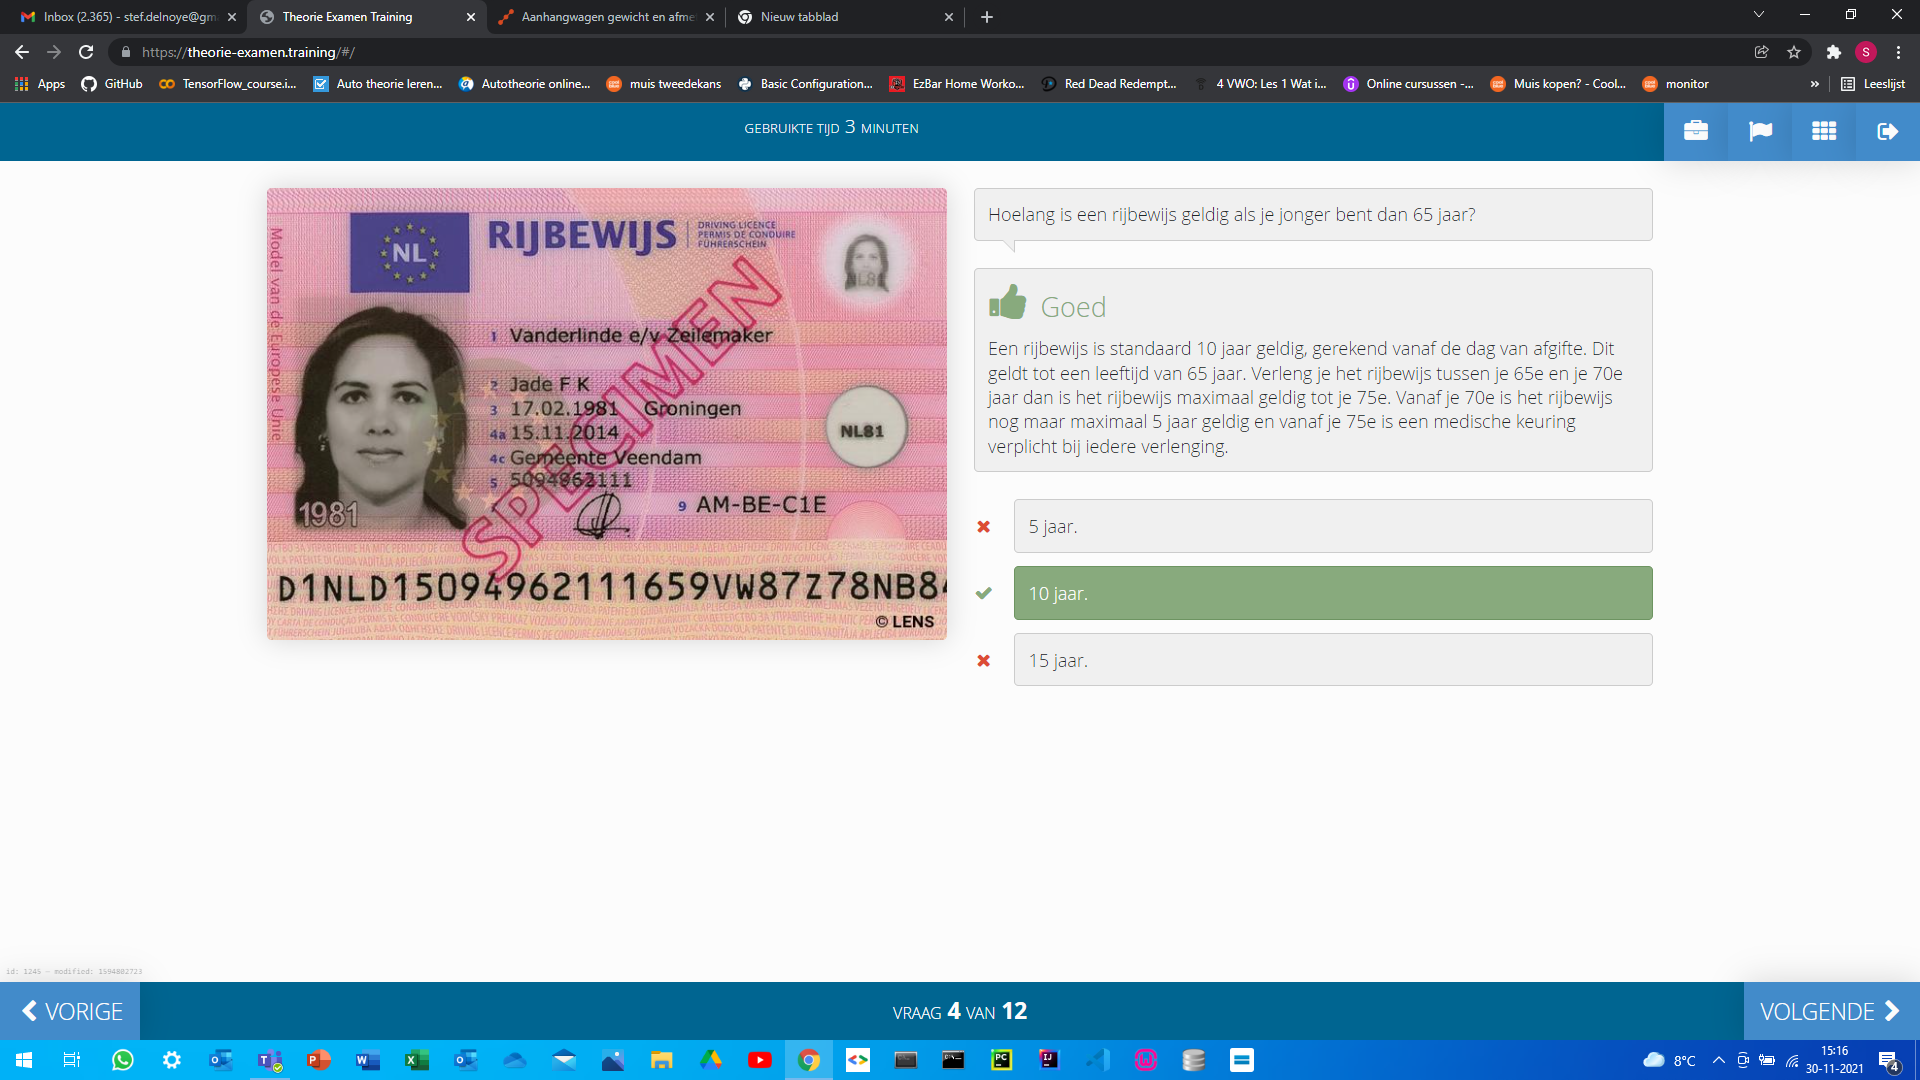 Inbox (2.365) - stef.delnoye@gm
Theorie Examen Training
Aanhangwagen gewicht en afme
Nieuw tabblad
https://theorie-examen.training/#/
S
Apps
GitHub
TensorFlow_course.i...
Auto theorie leren...
Autotheorie online...
muis tweedekans
Basic Configuration...
EzBar Home Worko...
Red Dead Redempt...
4 VWO: Les 1 Wat i...
Online cursussen -...
Muis kopen? - Cool...
monitor
»
Leeslijst
GEBRUIKTE TIJD 3 MINUTEN
Model van de Europese Unie
NL
RIJBEWIJS
DRIVING LICENCE
PERMIS DE CONDUIRE
FÜHRERSCHEIN
1 Vanderlinde e/v Zeilemaker
2 Jade F K
3 17.02.1981 Groningen
4a 15.11.2014
4c Gemeente Veendam
5 5094962111
9 AM-BE-C1E
NL81
1981
SPECIMEN
D1NLD15094962111659VW87Z78NB84
© LENS
Hoelang is een rijbewijs geldig als je jonger bent dan 65 jaar?
Goed
Een rijbewijs is standaard 10 jaar geldig, gerekend vanaf de dag van afgifte. Dit
geldt tot een leeftijd van 65 jaar. Verleng je het rijbewijs tussen je 65e en je 70e
jaar dan is het rijbewijs maximaal geldig tot je 75e. Vanaf je 70e is het rijbewijs
nog maar maximaal 5 jaar geldig en vanaf je 75e is een medische keuring
verplicht bij iedere verlenging.
5 jaar.
10 jaar.
15 jaar.
id: 1245 - modified: 1594802723
VORIGE
VRAAG 4 VAN 12
VOLGENDE
8°C
15:16
30-11-2021
4